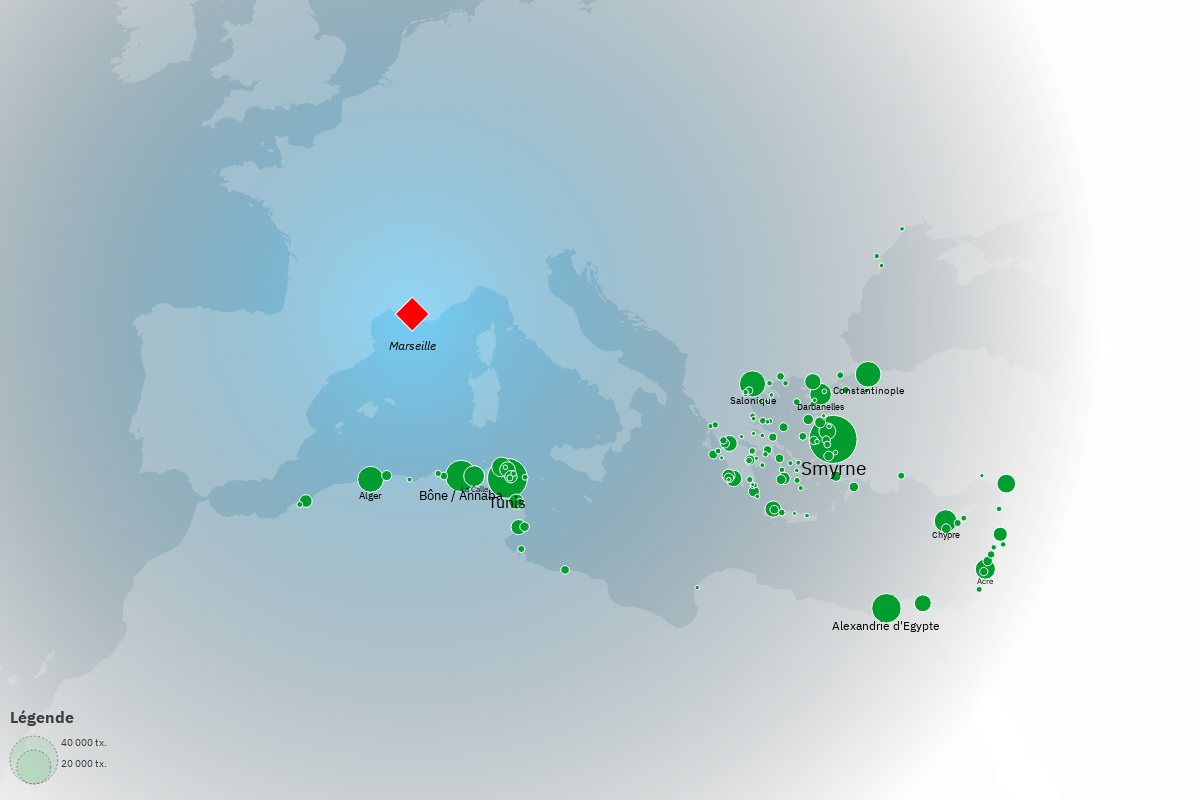 Marseille
Salonique
Constantinople
Dardanelles
Smyrne
Alger
La Calle
Bône / Annaba
Tunis
Chypre
Acre
Alexandrie d'Egypte
Légende
40 000 tx.
20 000 tx.